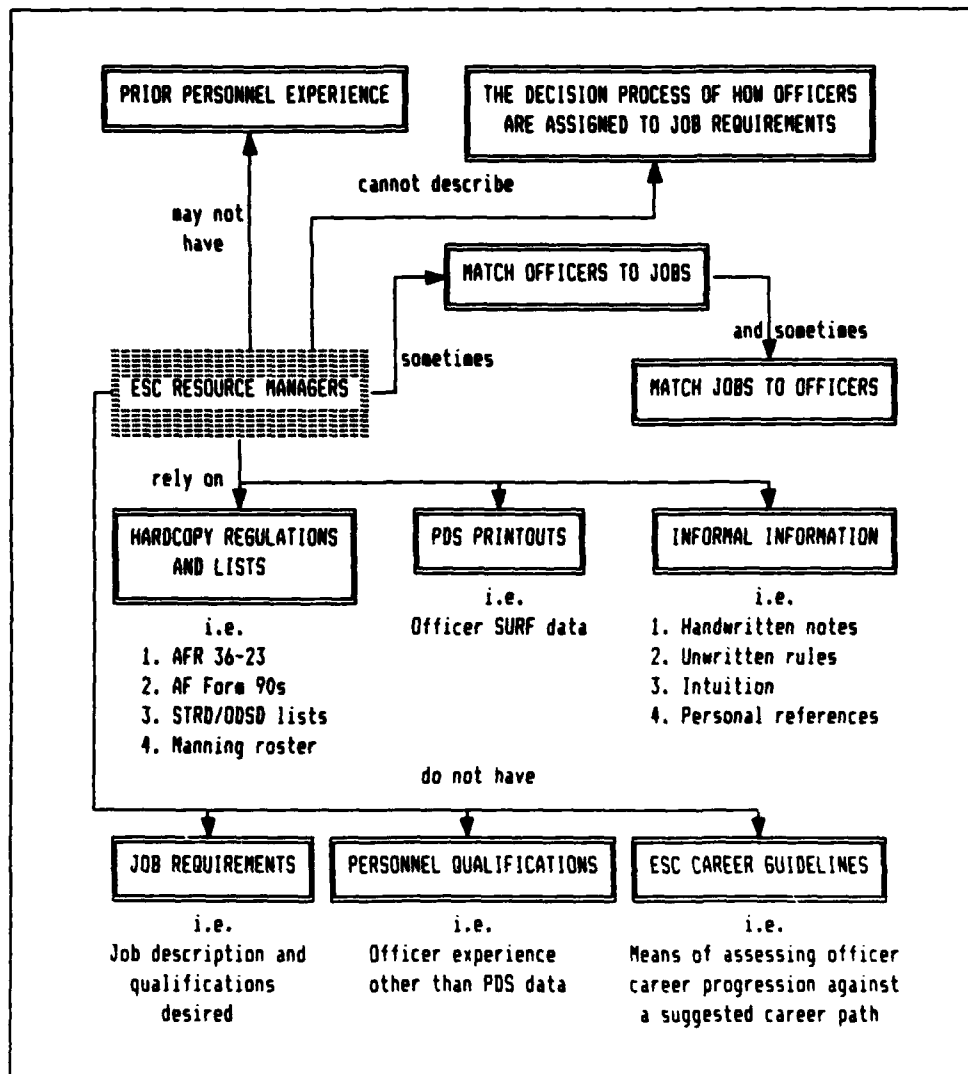 PRIOR PERSONNEL EXPERIENCE
THE DECISION PROCESS OF HOW OFFICERS
ARE ASSIGNED TO JOB REQUIREMENTS
cannot describe
may not
have
MATCH OFFICERS TO JOBS
and sometimes
sometimes
ESC RESOURCE MANAGERS
MATCH JOBS TO OFFICERS
rely on
HARDCOPY REGULATIONS
AND LISTS
i.e.
1. AFR 36-23
2. AF Form 90s
3. STRD/ODSD lists
4. Manning roster
PDS PRINTOUTS
i.e.
Officer SURF data
INFORMAL INFORMATION
i.e.
1. Handwritten notes
2. Unwritten rules
3. Intuition
4. Personal references
do not have
JOB REQUIREMENTS
i.e.
Job description and
qualifications
desired
PERSONNEL QUALIFICATIONS
i.e.
Officer experience
other than PDS data
ESC CAREER GUIDELINES
i.e.
Means of assessing officer
career progression against
a suggested career path